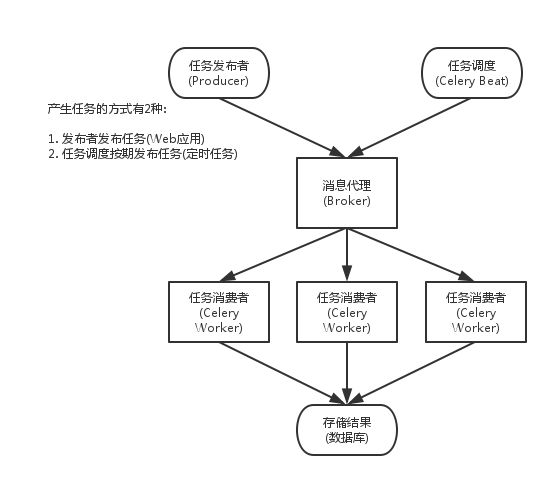 任务发布者
(Producer)
任务调度
(Celery Beat)
产生任务的方式有2种:
1. 发布者发布任务(Web应用)
2. 任务调度按期发布任务(定时任务)
消息代理
(Broker)
任务消费者
(Celery
Worker)
任务消费者
(Celery
Worker)
任务消费者
(Celery
Worker)
存储结果
(数据库)